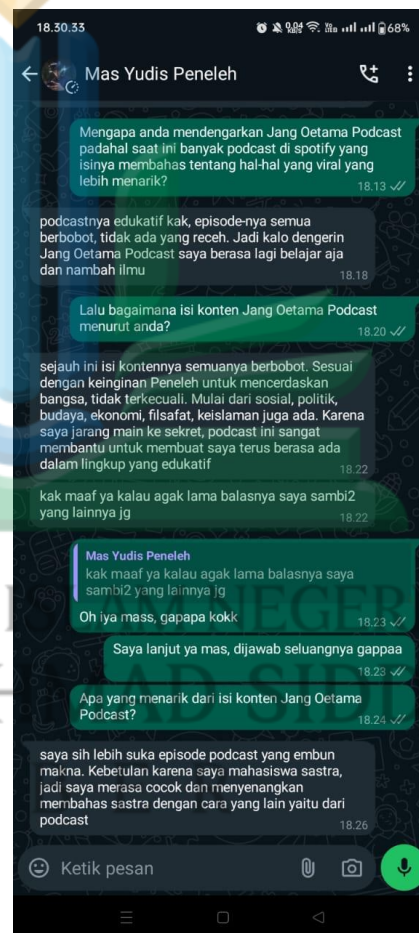 18.30.33
9.04 KB/S 68%
Mas Yudis Peneleh
Mengapa anda mendengarkan Jang Oetama Podcast
padahal saat ini banyak podcast di spotify yang
isinya membahas tentang hal-hal yang viral yang
lebih menarik?
18.13
podcastnya edukatif kak, episode-nya semua
berbobot, tidak ada yang receh. Jadi kalo dengerin
Jang Oetama Podcast saya berasa lagi belajar aja
dan nambah ilmu
18.18
Lalu bagaimana isi konten Jang Oetama Podcast
menurut anda?
18.20
sejauh ini isi kontennya semuanya berbobot. Sesuai
dengan keinginan Peneleh untuk mencerdaskan
bangsa, tidak terkecuali. Mulai dari sosial, politik,
budaya, ekonomi, filsafat, keislaman juga ada. Karena
saya jarang main ke sekret, podcast ini sangat
membantu untuk membuat saya terus berasa ada
dalam lingkup yang edukatif
18.22
kak maaf ya kalau agak lama balasnya saya sambi2
yang lainnya jg
18.22
Mas Yudis Peneleh
kak maaf ya kalau agak lama balasnya saya
sambi2 yang lainnya jg
Oh iya mass, gapapa kokk
18.23
Saya lanjut ya mas, dijawab seluangnya gappaa
18.23
Apa yang menarik dari isi konten Jang Oetama
Podcast?
18.24
saya sih lebih suka episode podcast yang embun
makna. Kebetulan karena saya mahasiswa sastra,
jadi saya merasa cocok dan menyenangkan
membahas sastra dengan cara yang lain yaitu dari
podcast
18.26
Ketik pesan